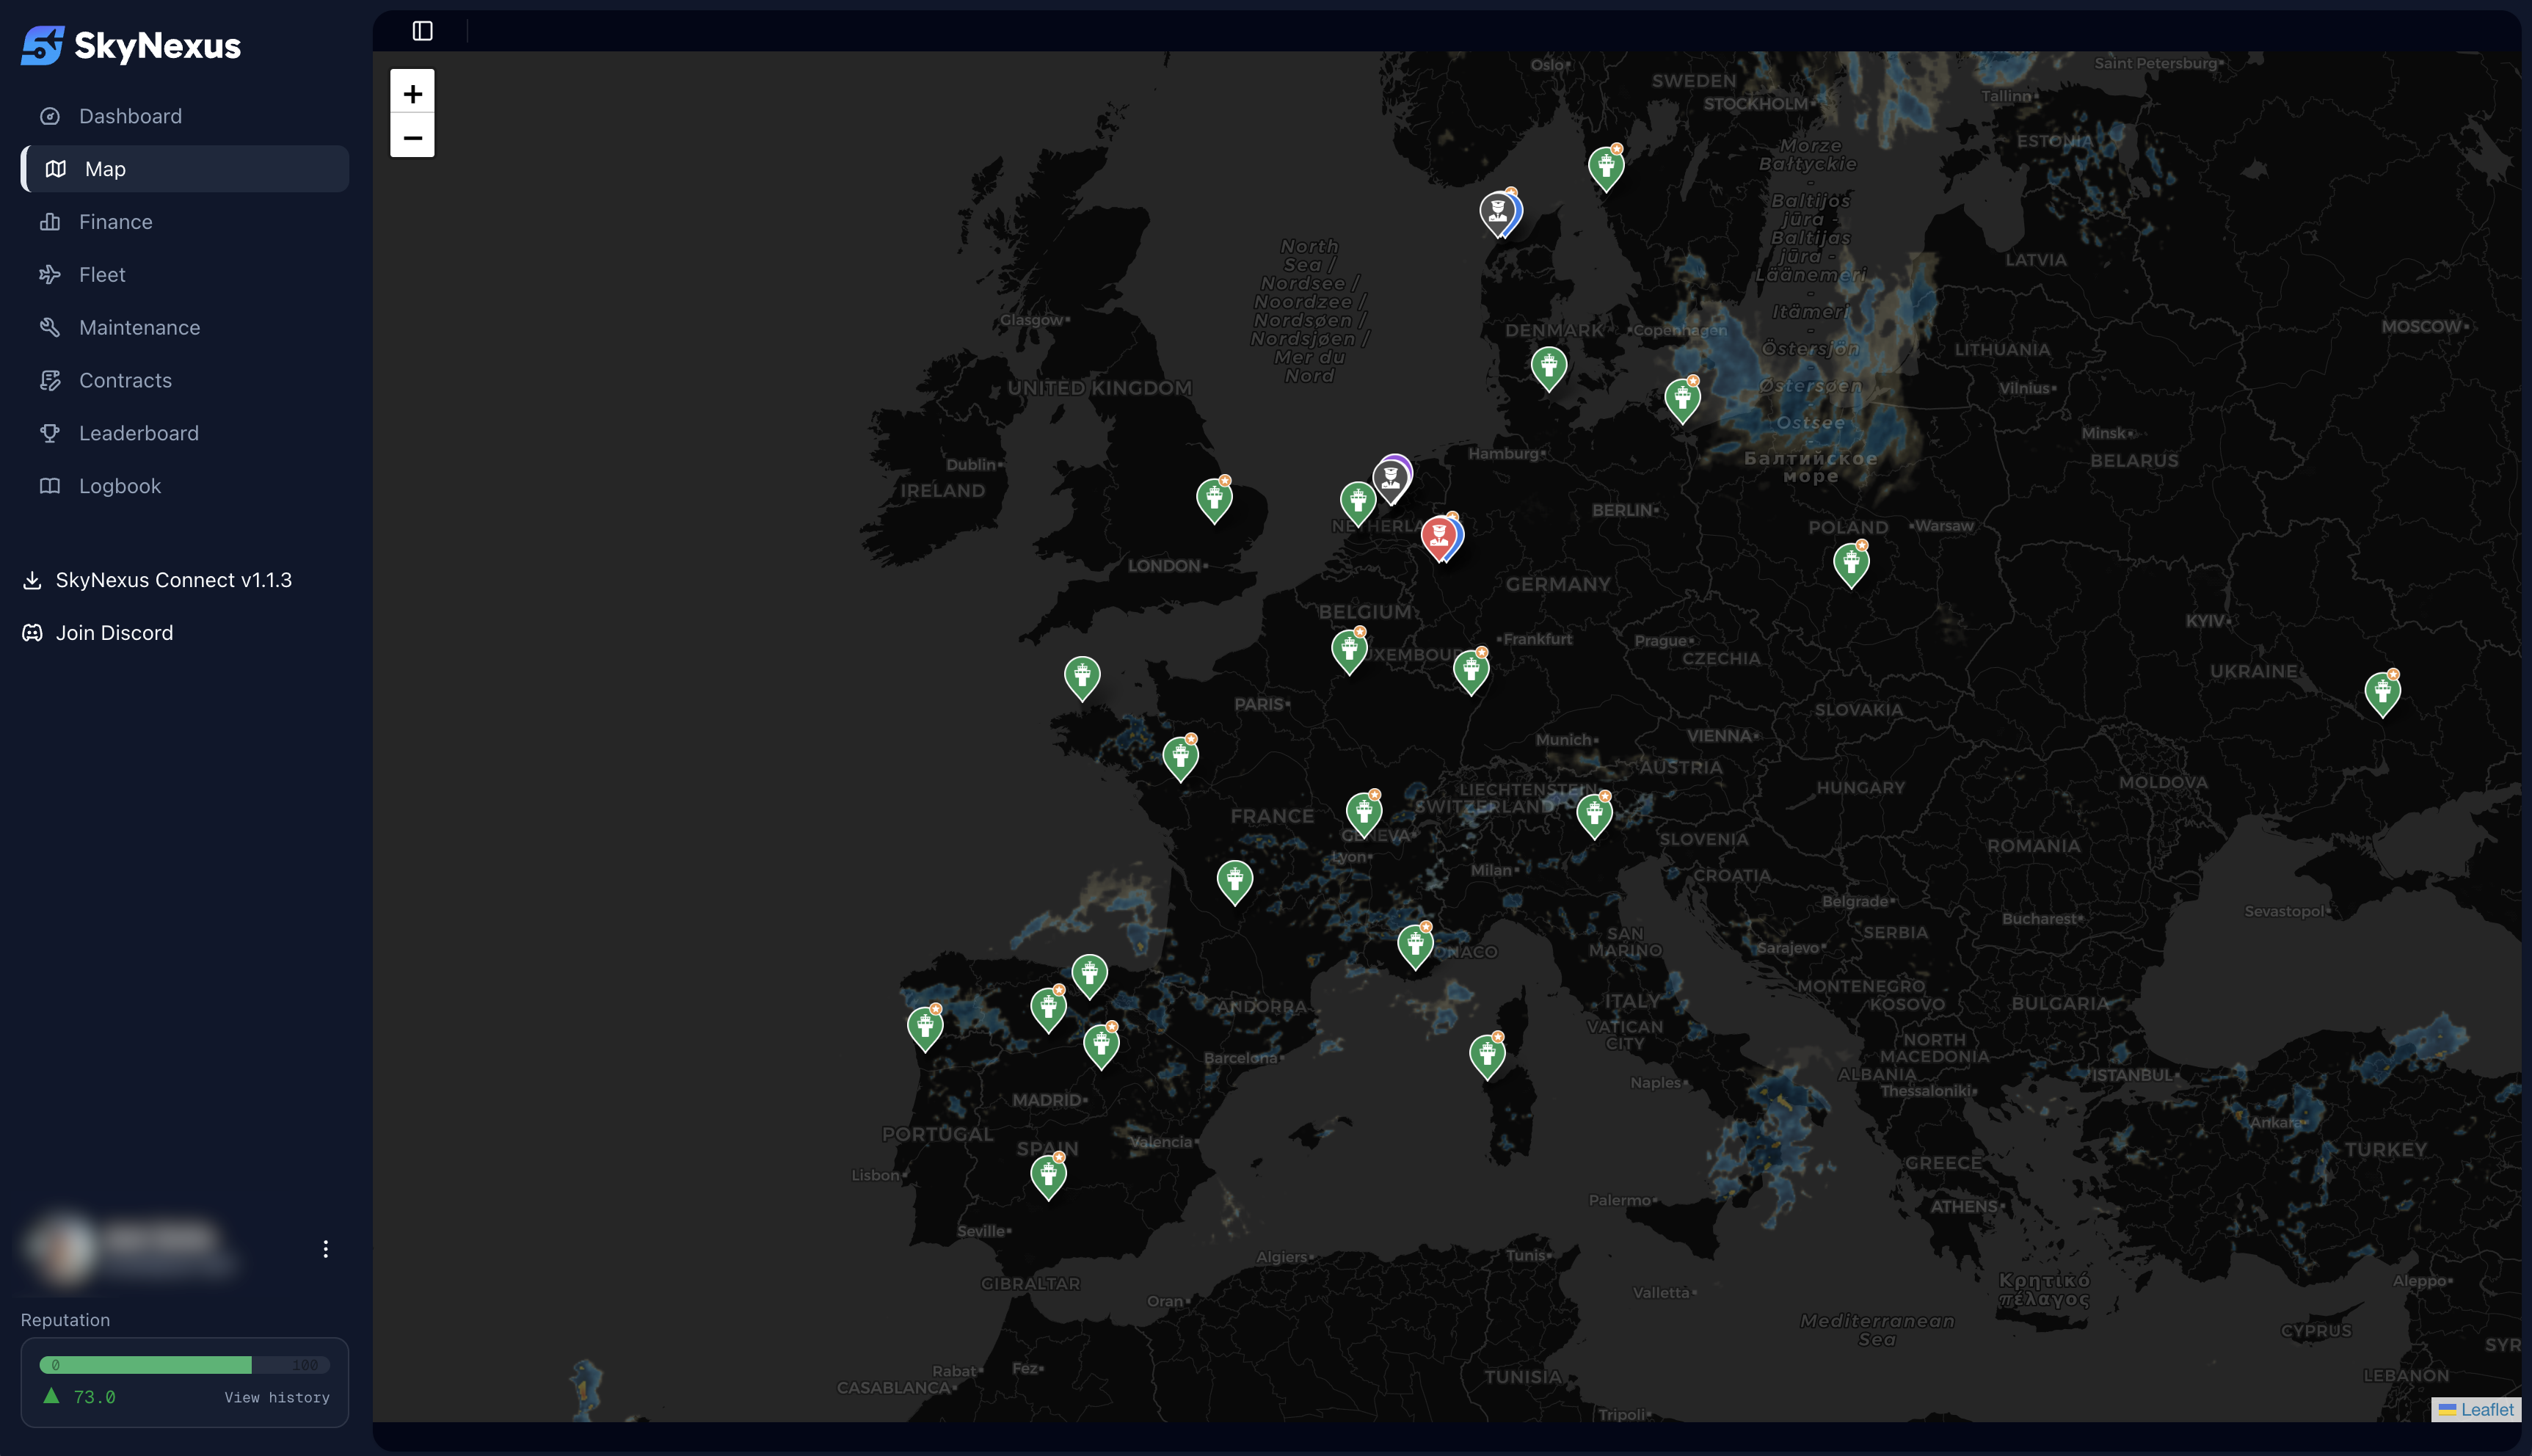 SkyNexus
Dashboard
Map
Finance
Fleet
Maintenance
Contracts
Leaderboard
Logbook
SkyNexus Connect v1.1.3
Join Discord
Reputation
0
100
73.0
View history
+
−
Oslo
SWEDEN
STOCKHOLM
Saint Petersburg
Tallinn
ESTONIA
Morze
Bałtyckie
-
Baltijos
jūra -
Baltijas
jūra -
Läänemeri
-
Itämeri
-
Östersjön
-
Østersøen
-
Ostsee
-
Балтийское
море
North
Sea /
Nordsee /
Noordzee /
Nordsøen /
Nordsjøen /
Mer du
Nord
LATVIA
Glasgow
DENMARK
Copenhagen
MOSCOW
LITHUANIA
Vilnius
UNITED KINGDOM
Minsk
BELARUS
Hamburg
Dublin
IRELAND
BERLIN
POLAND
Warsaw
LONDON
GERMANY
BELGIUM
Frankfurt
Prague
CZECHIA
KYIV
UKRAINE
PARIS
SLOVAKIA
Munich
VIENNA
AUSTRIA
MOLDOVA
LIECHTENSTEIN
SWITZERLAND
HUNGARY
FRANCE
GENEVA
SLOVENIA
ROMANIA
Lyon
Milan
CROATIA
Belgrade
Bucharest
Sevastopol
SAN
MARINO
SERBIA
Sarajevo
MONTENEGRO
KOSOVO
BULGARIA
ANDORRA
ITALY
VATICAN
CITY
NORTH
MACEDONIA
Barcelona
ALBANIA
ISTANBUL
Naples
Thessaloniki
MADRID
Ankara
PORTUGAL
SPAIN
Valencia
TURKEY
Lisbon
GREECE
Palermo
ATHENS
Seville
Algiers
Tunis
GIBRALTAR
Κρητικό
πέλαγος
Aleppo
Oran
Valletta
Mediterranean
Sea
CYPRUS
Rabat
Fez
TUNISIA
CASABLANCA
LEBANON
Tripoli
Leaflet